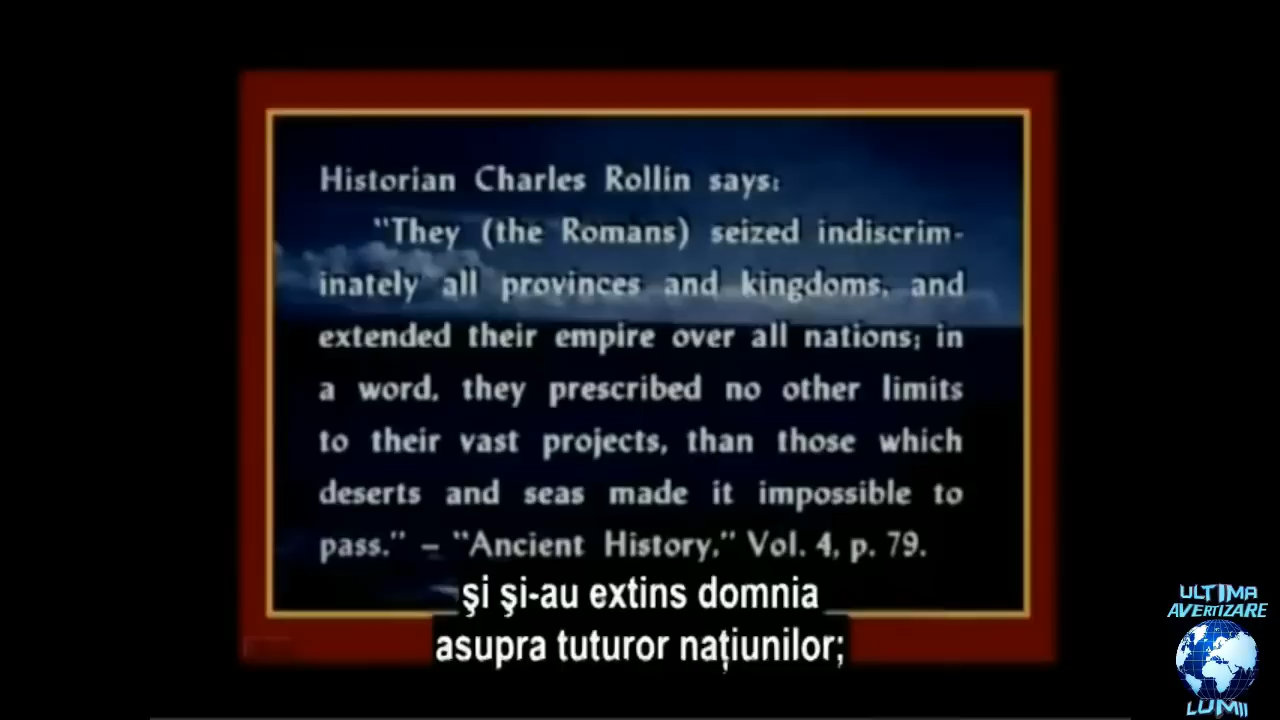 Historian Charles Rollin says:
"They (the Romans) seized indiscrim-
inately all provinces and kingdoms, and
extended their empire over all nations; in
a word, they prescribed no other limits
to their vast projects, than those which
deserts and seas made it impossible to
pass." – "Ancient History," Vol. 4, p. 79.
şi şi-au extins domnia
asupra tuturor naţiunilor;
ULTIMA
AVERTIZARE
LUMII